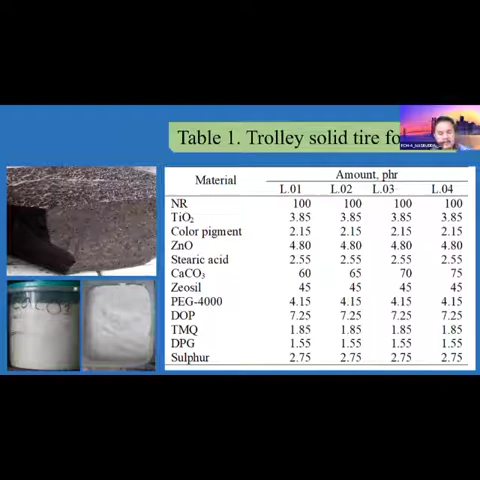 Table 1. Trolley solid tire
Material Amount, phr
L.01 L.02 L.03 L.04
NR 100 100 100 100
TiO₂ 3.85 3.85 3.85 3.85
Color pigment 2.15 2.15 2.15 2.15
ZnO 4.80 4.80 4.80 4.80
Stearic acid 2.55 2.55 2.55 2.55
CaCO₃ 60 65 70 75
Zeosil 45 45 45 45
PEG-4000 4.15 4.15 4.15 4.15
DOP 7.25 7.25 7.25 7.25
TMQ 1.85 1.85 1.85 1.85
DPG 1.55 1.55 1.55 1.55
Sulphur 2.75 2.75 2.75 2.75